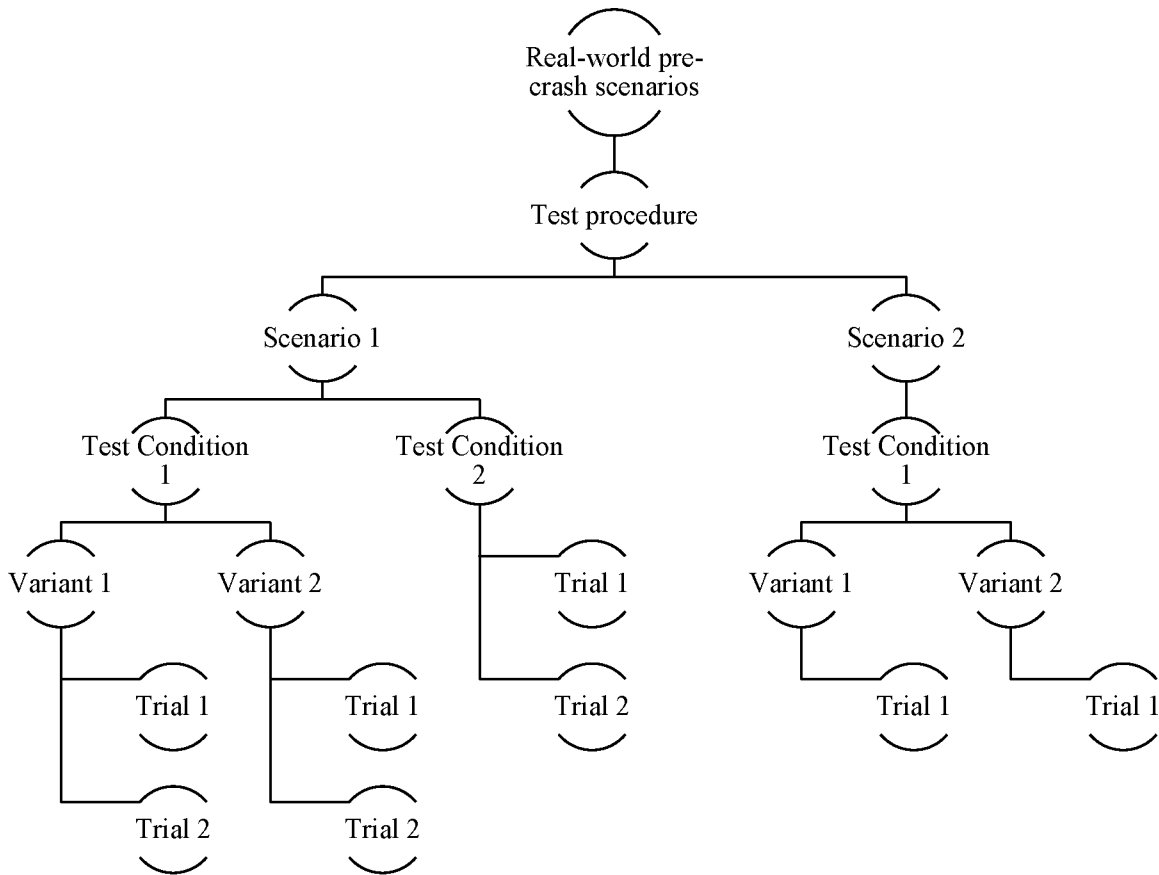 Real-world pre-
crash scenarios
Test procedure
Scenario 1
Scenario 2
Test Condition
1
Test Condition
2
Test Condition
1
Variant 1
Variant 2
Trial 1
Variant 1
Variant 2
Trial 1
Trial 1
Trial 2
Trial 1
Trial 1
Trial 2
Trial 2